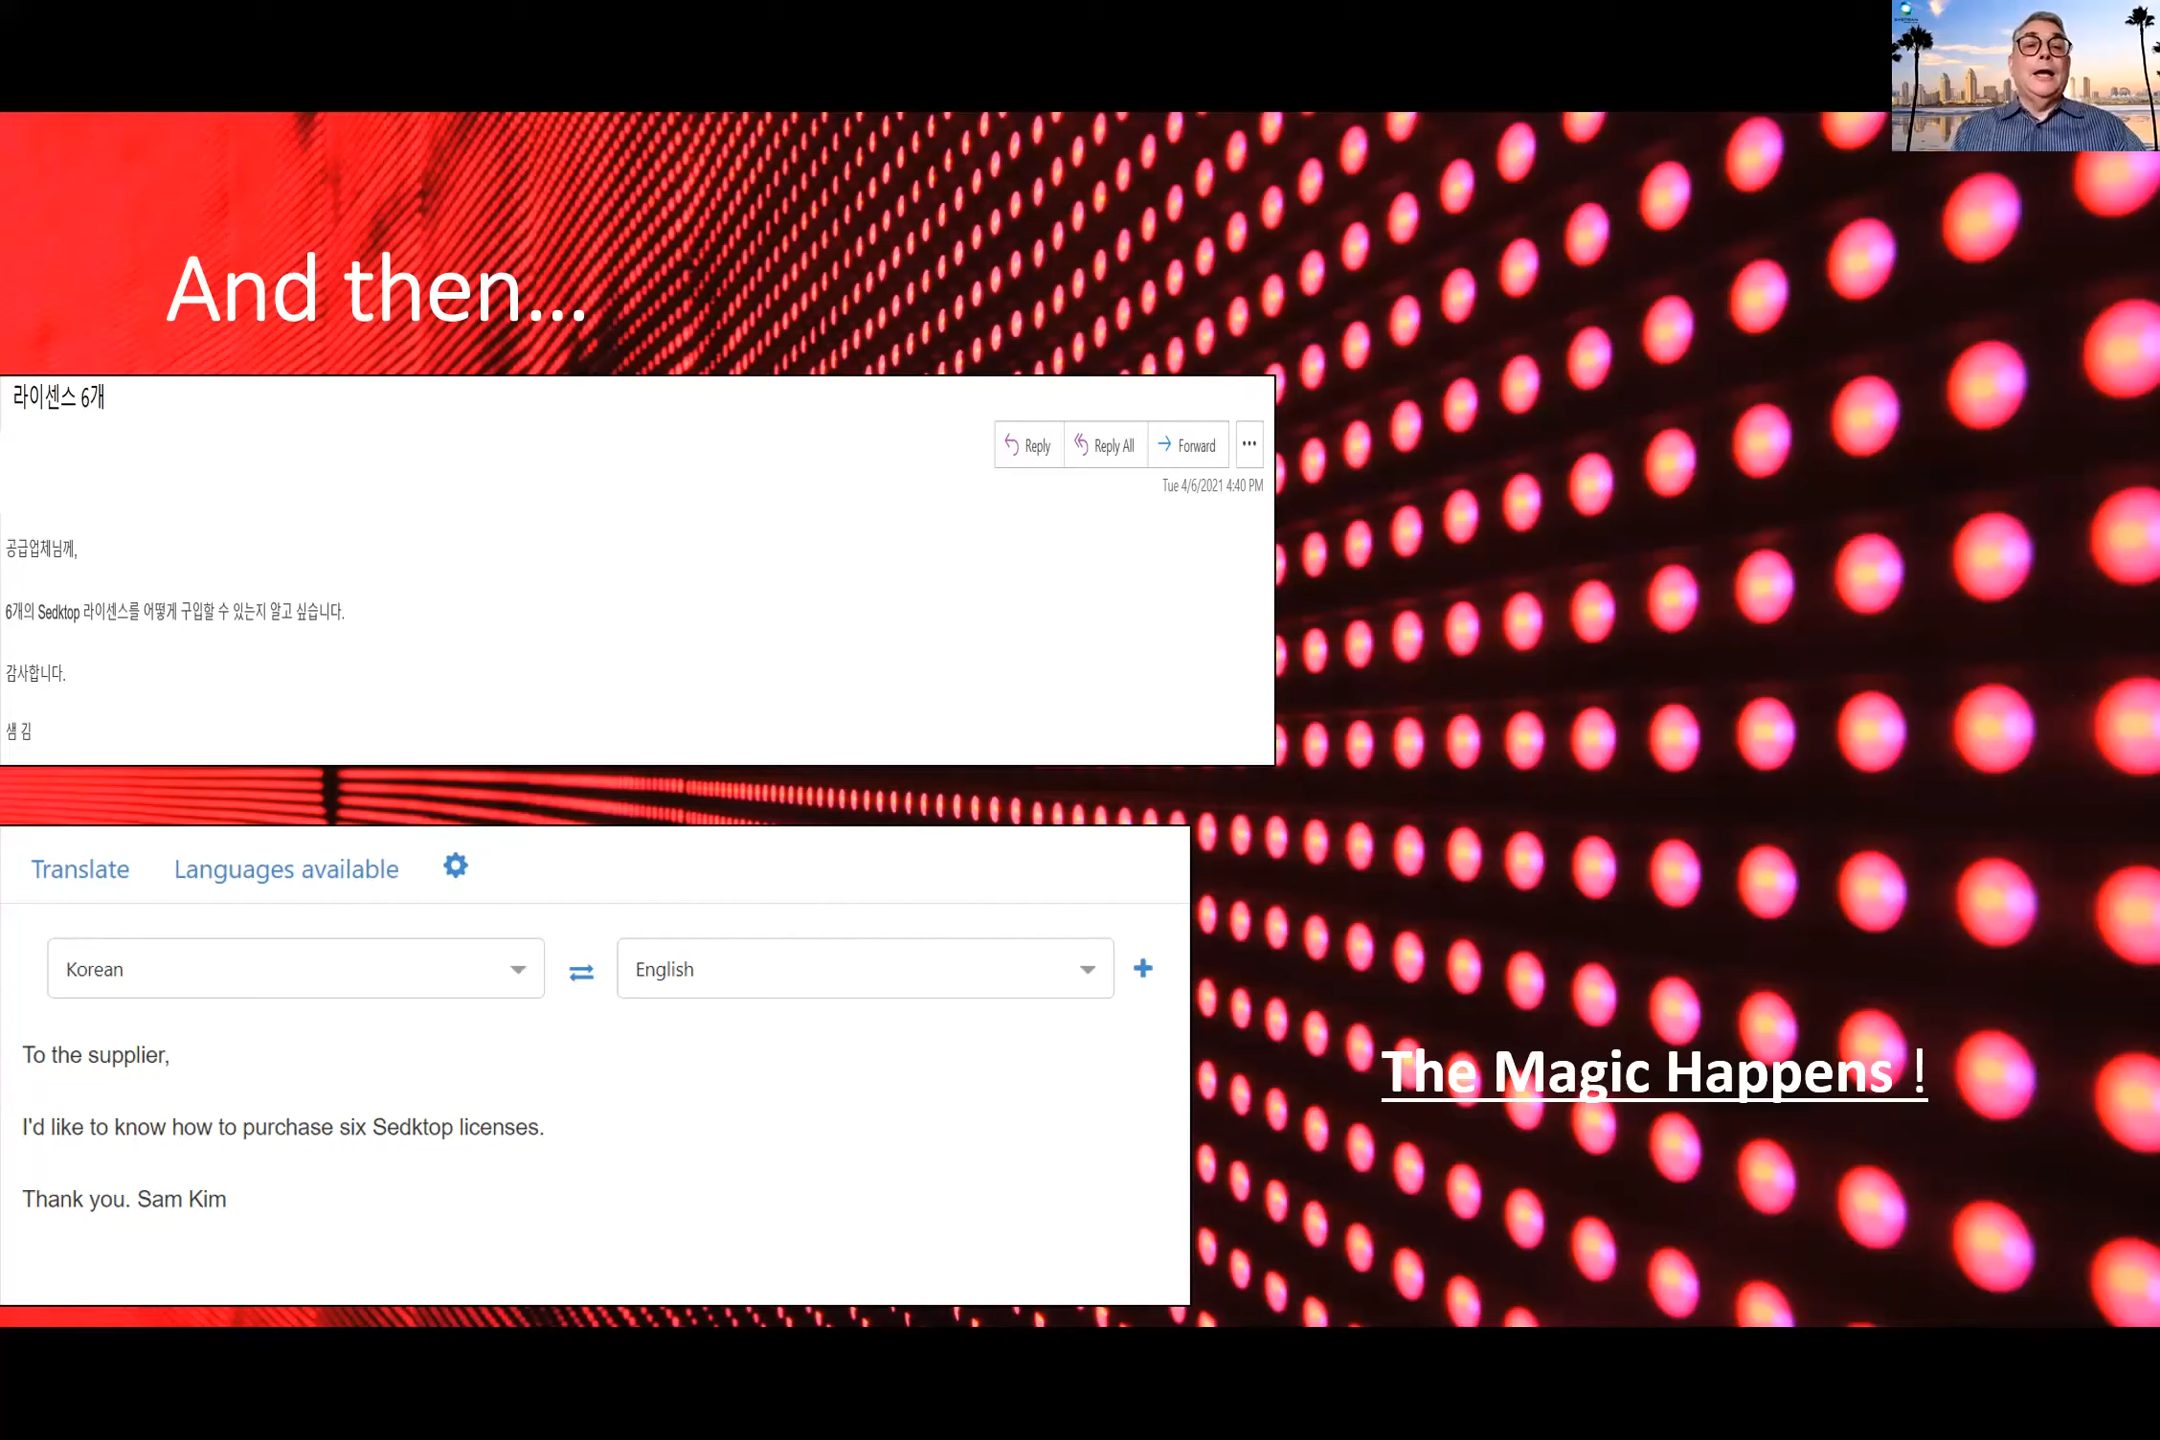 And then...
라이센스 6개
Reply Reply All Forward ...
Tue 4/6/2021 4:40 PM
공급업체님께,
6개의 Sedktop 라이센스를 어떻게 구입할 수 있는지 알고 싶습니다.
감사합니다.
샘 김
Translate Languages available
Korean English
To the supplier,
I'd like to know how to purchase six Sedktop licenses.
Thank you. Sam Kim
The Magic Happens !